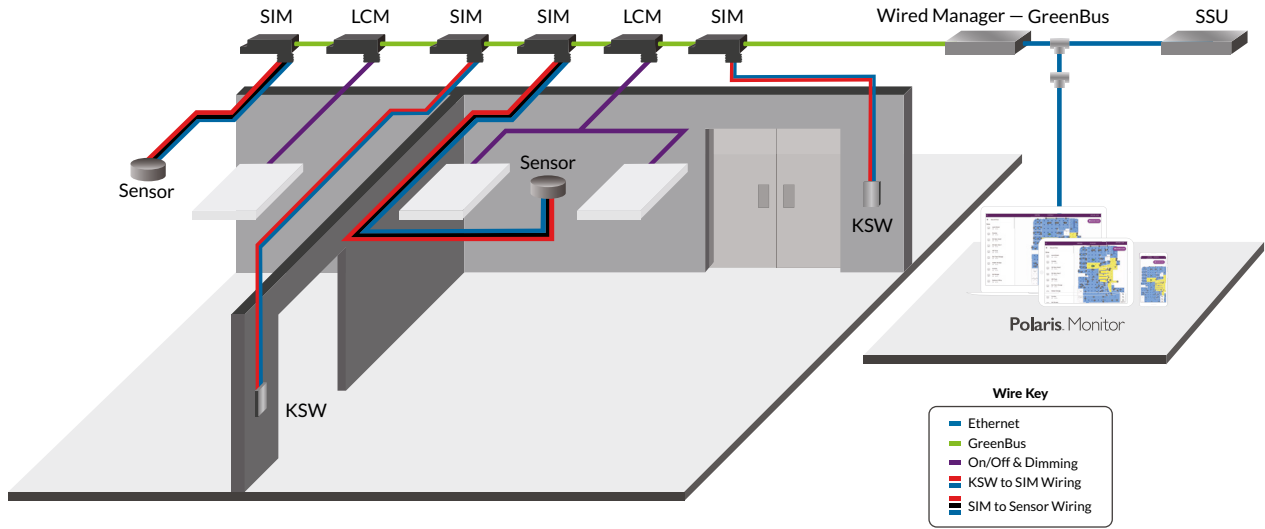 SIM
LCM
SIM
SIM
LCM
SIM
Wired Manager – GreenBus
SSU
Sensor
Sensor
KSW
KSW
Polaris. Monitor
Wire Key
Ethernet
GreenBus
On/Off & Dimming
KSW to SIM Wiring
SIM to Sensor Wiring